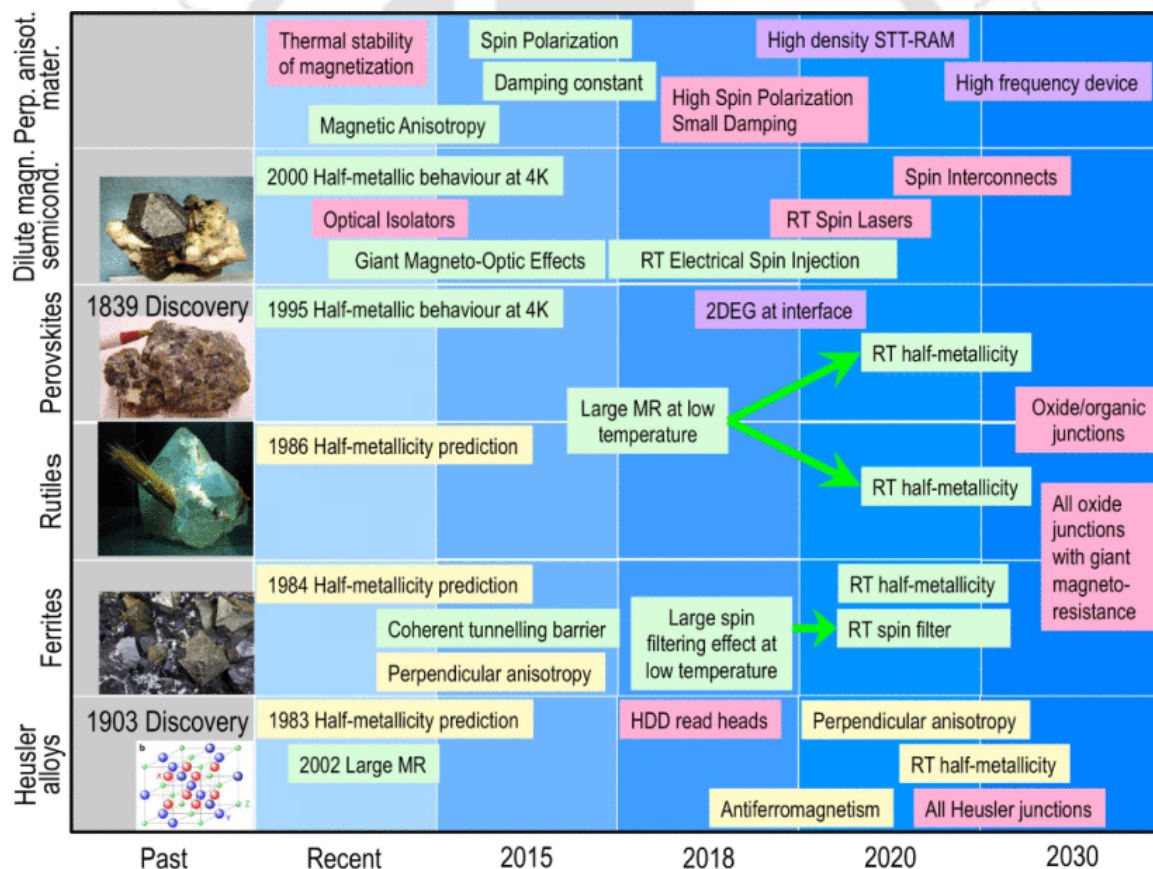 Perp. anisot.
mater.
Thermal stability
of magnetization
Spin Polarization
High density STT-RAM
Damping constant
High frequency device
High Spin Polarization
Small Damping
Magnetic Anisotropy
Dilute magn.
semicond.
2000 Half-metallic behaviour at 4K
Spin Interconnects
Optical Isolators
RT Spin Lasers
Giant Magneto-Optic Effects
RT Electrical Spin Injection
Perovskites
1839 Discovery
1995 Half-metallic behaviour at 4K
2DEG at interface
RT half-metallicity
Large MR at low
temperature
Oxide/organic
junctions
Rutiles
1986 Half-metallicity prediction
RT half-metallicity
All oxide
junctions
with giant
magneto-
resistance
Ferrites
1984 Half-metallicity prediction
RT half-metallicity
Coherent tunnelling barrier
Large spin
filtering effect at
low temperature
RT spin filter
Perpendicular anisotropy
Heusler
alloys
1903 Discovery
1983 Half-metallicity prediction
HDD read heads
Perpendicular anisotropy
b
X
Z
Y
2002 Large MR
RT half-metallicity
Antiferromagnetism
All Heusler junctions
Past
Recent
2015
2018
2020
2030